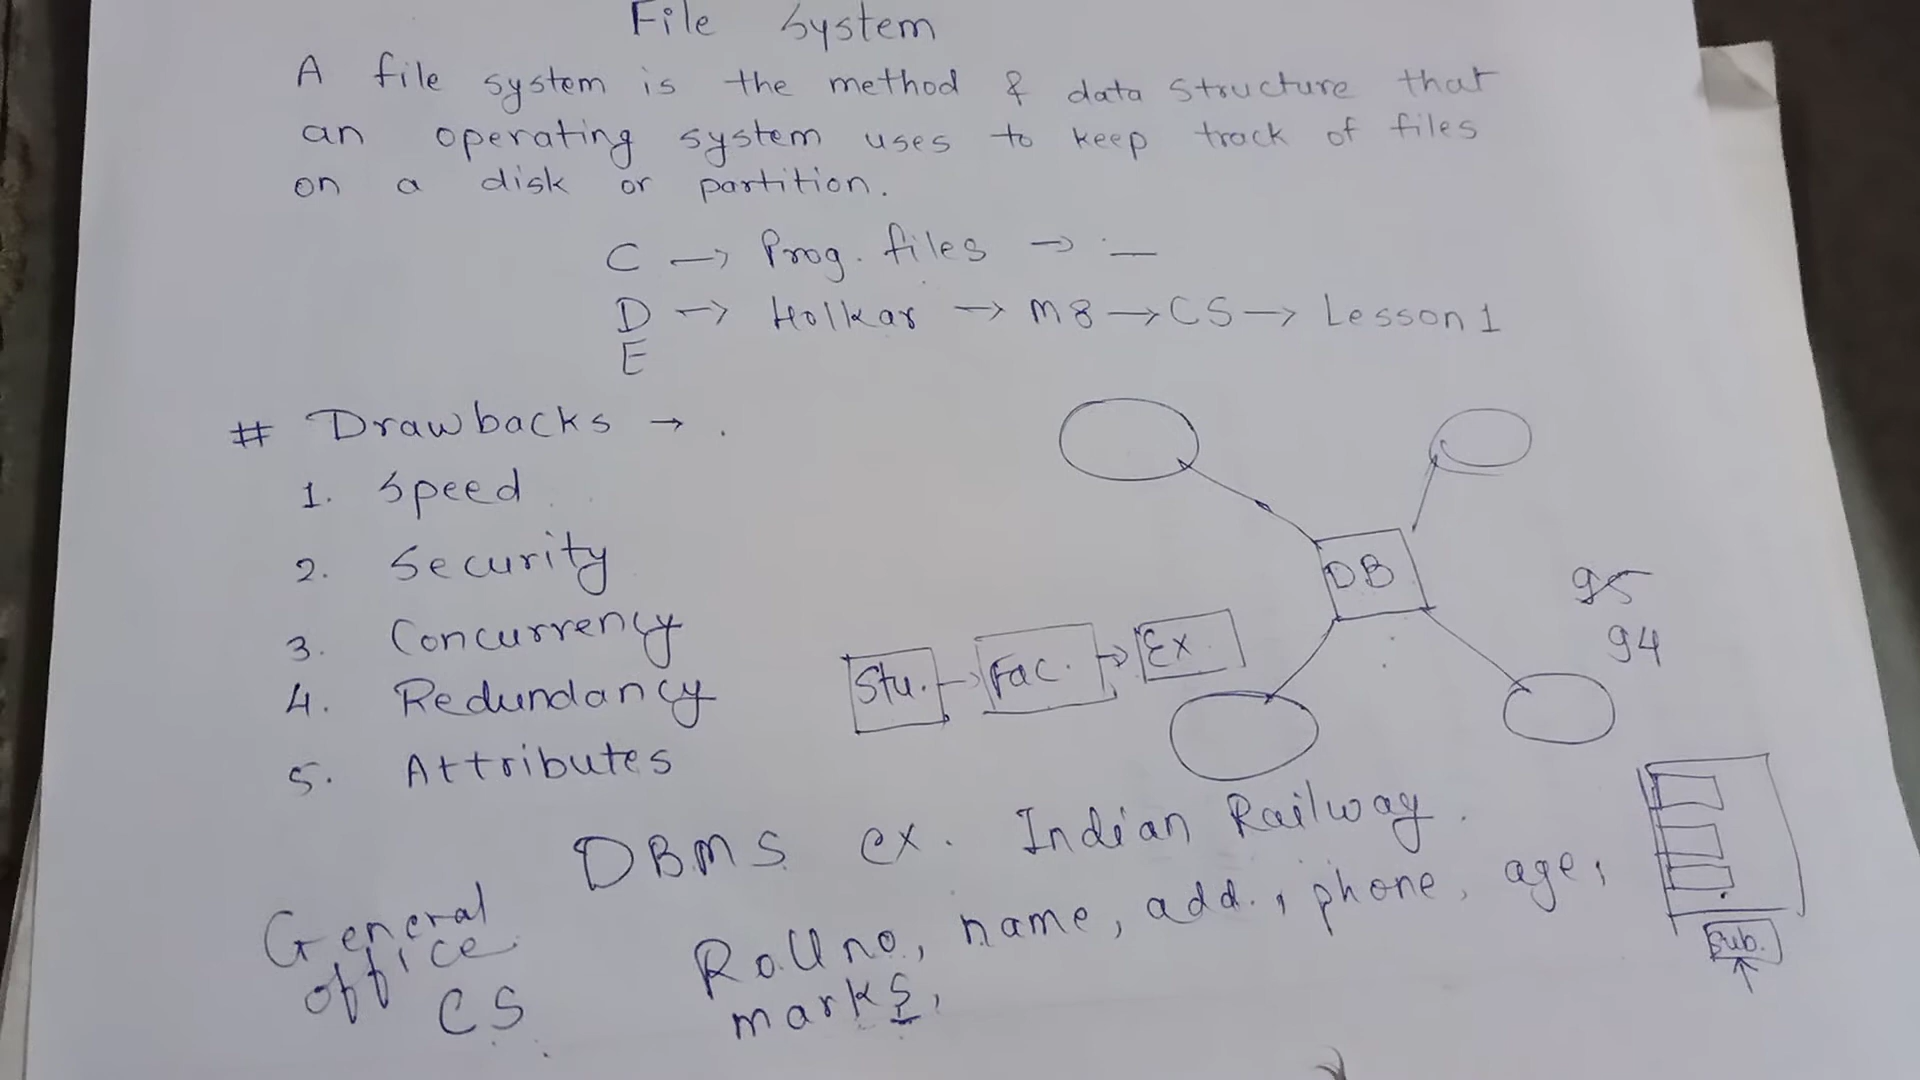 File System
A file system is the method & data structure that
an operating system uses to keep track of files
on a disk or partition.
C → Prog. files → —
D → Holkar → M8 → CS → Lesson 1
E
# Drawbacks →
1. Speed
2. Security
3. Concurrency
4. Redundancy
5. Attributes
DB
95
94
Stu. → Fac. → Ex.
DBMS ex. Indian Railway.
General
office
CS
Roll no., name, add., phone, age,
marks,
Sub.